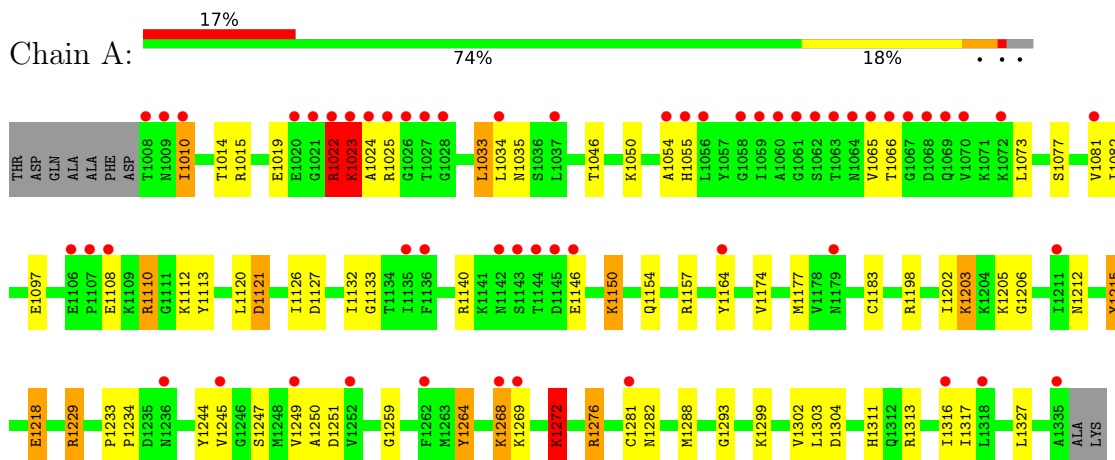 17%
Chain A:
74% 18% . . .
THR ASP GLN ALA ALA PHE ASP T1008 N1009 I1010 T1014 R1015 E1019 E1020 G1021 R1022 K1023 A1024 R1025 G1026 T1027 G1028 L1033 L1034 N1035 S1036 L1037 T1046 K1050 A1054 H1055 L1056 Y1057 G1058 I1059 A1060 G1061 S1062 T1063 N1064 V1065 T1066 G1067 D1068 Q1069 V1070 K1071 K1072 L1073 S1077 V1081
E1097 E1106 P1107 E1108 K1109 R1110 G1111 K1112 Y1113 L1120 D1121 I1126 D1127 I1132 G1133 T1134 I1135 F1136 R1140 K1141 N1142 S1143 T1144 D1145 E1146 K1150 Q1154 R1157 Y1164 V1174 M1177 V1178 N1179 C1183 R1198 I1202 K1203 K1204 K1205 G1206 I1211 N1212
E1218 R1229 P1233 P1234 D1235 N1236 Y1244 V1245 G1246 S1247 M1248 V1249 A1250 D1251 V1252 G1259 F1262 M1263 Y1264 K1268 K1269 K1272 R1276 C1281 N1282 M1288 G1293 K1299 V1302 L1303 D1304 H1311 Q1312 R1313 I1316 I1317 L1318 L1327 A1335 ALA LYS